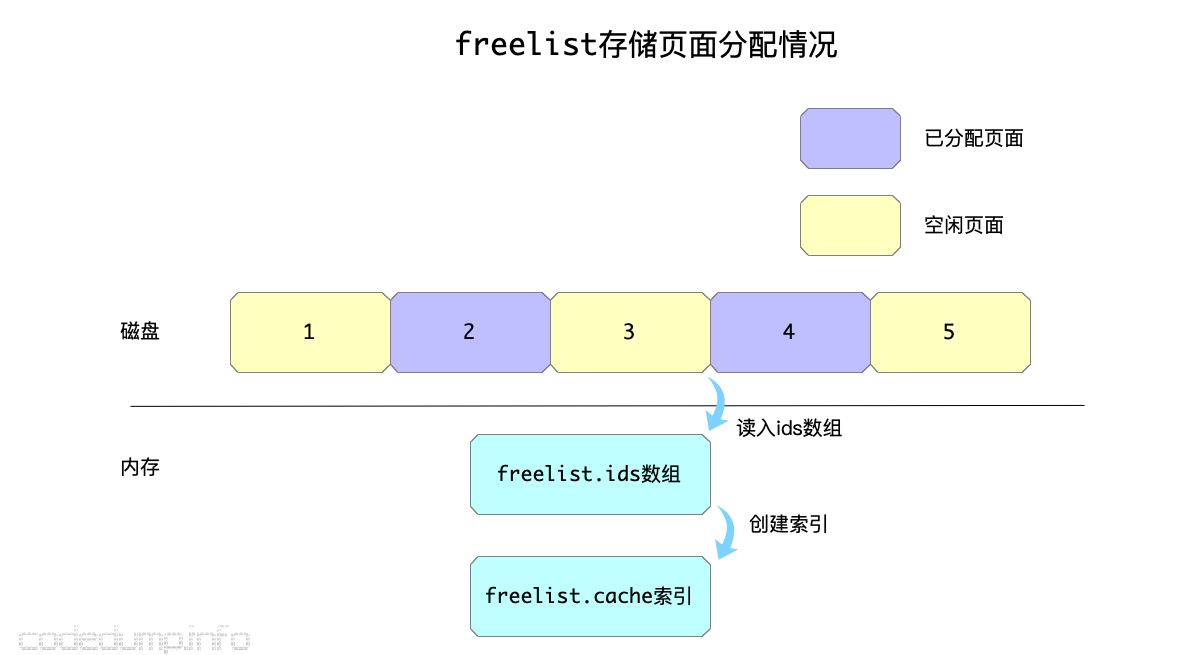 freelist存储页面分配情况
已分配页面
空闲页面
磁盘
1
2
3
4
5
读入ids数组
内存
freelist.ids数组
创建索引
freelist.cache索引
codedump.info